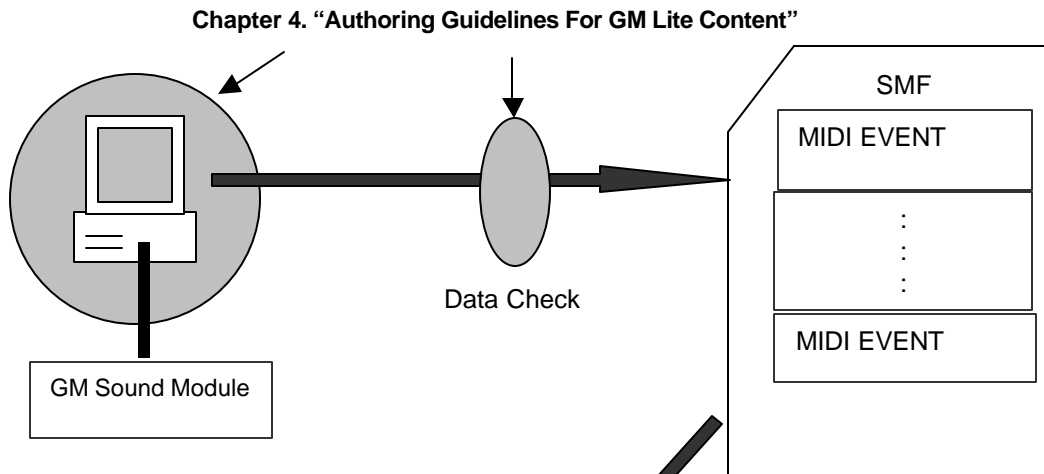 Chapter 4. “Authoring Guidelines For GM Lite Content”
SMF
MIDI EVENT
:
:
:
MIDI EVENT
Data Check
GM Sound Module